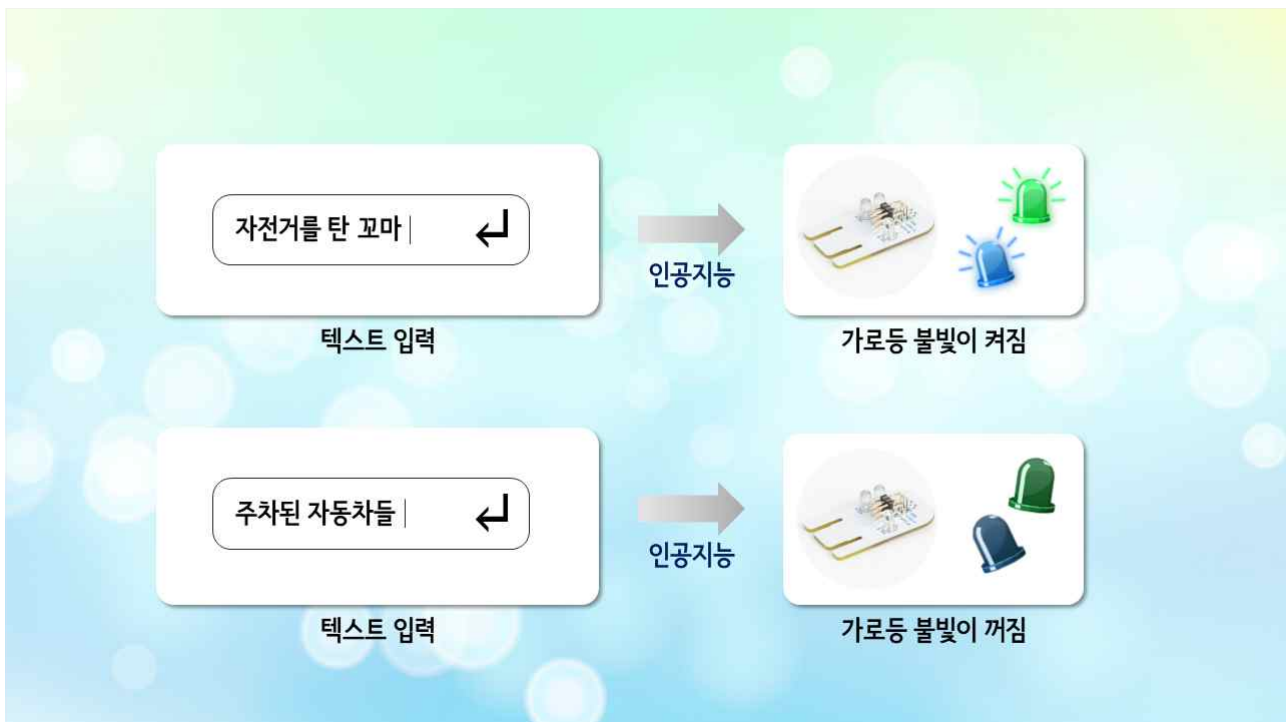 자전거를 탄 꼬마
인공지능
텍스트 입력
가로등 불빛이 켜짐
주차된 자동차들
인공지능
텍스트 입력
가로등 불빛이 꺼짐